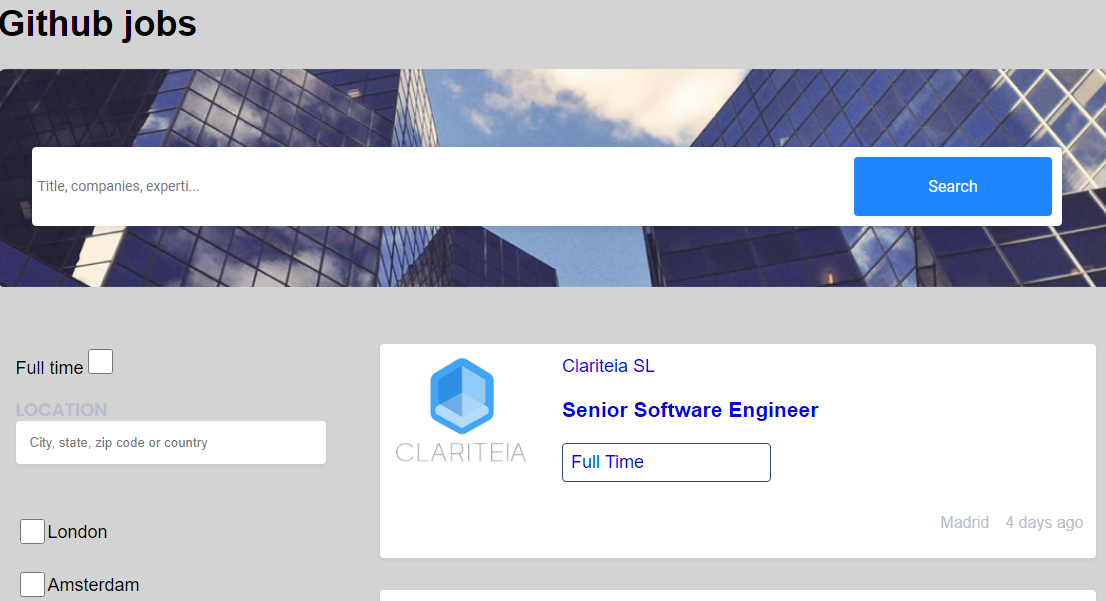 Github jobs
Title, companies, experti...
Search
Full time
LOCATION
City, state, zip code or country
London
Amsterdam
CLARITEIA
Clariteia SL
Senior Software Engineer
Full Time
Madrid 4 days ago